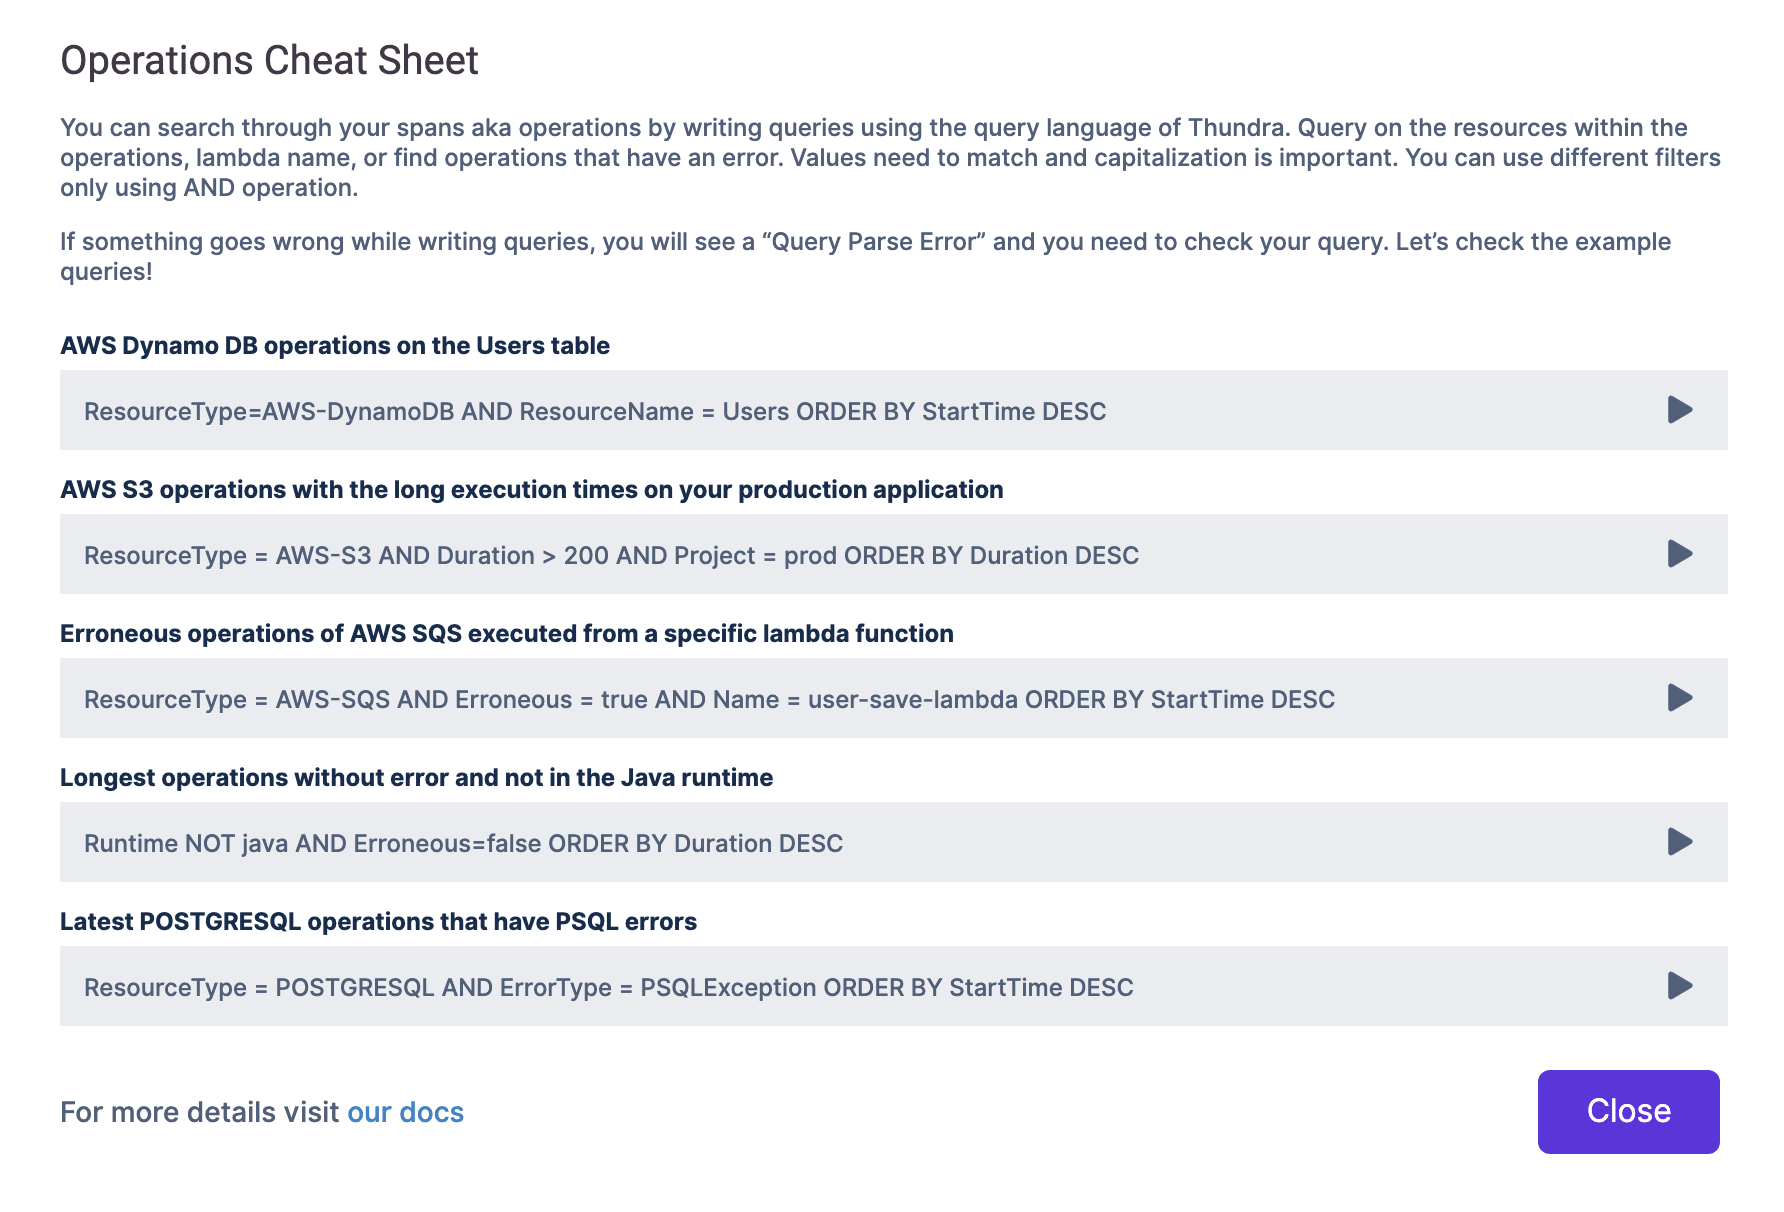 Operations Cheat Sheet
You can search through your spans aka operations by writing queries using the query language of Thundra. Query on the resources within the
operations, lambda name, or find operations that have an error. Values need to match and capitalization is important. You can use different filters
only using AND operation.
If something goes wrong while writing queries, you will see a “Query Parse Error” and you need to check your query. Let’s check the example
queries!
AWS Dynamo DB operations on the Users table
ResourceType=AWS-DynamoDB AND ResourceName = Users ORDER BY StartTime DESC
AWS S3 operations with the long execution times on your production application
ResourceType = AWS-S3 AND Duration > 200 AND Project = prod ORDER BY Duration DESC
Erroneous operations of AWS SQS executed from a specific lambda function
ResourceType = AWS-SQS AND Erroneous = true AND Name = user-save-lambda ORDER BY StartTime DESC
Longest operations without error and not in the Java runtime
Runtime NOT java AND Erroneous=false ORDER BY Duration DESC
Latest POSTGRESQL operations that have PSQL errors
ResourceType = POSTGRESQL AND ErrorType = PSQLException ORDER BY StartTime DESC
For more details visit our docs
Close